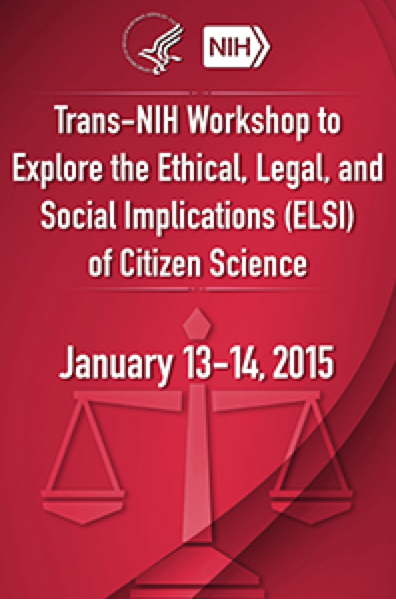 NIH
Trans-NIH Workshop to
Explore the Ethical, Legal, and
Social Implications (ELSI)
of Citizen Science
January 13-14, 2015